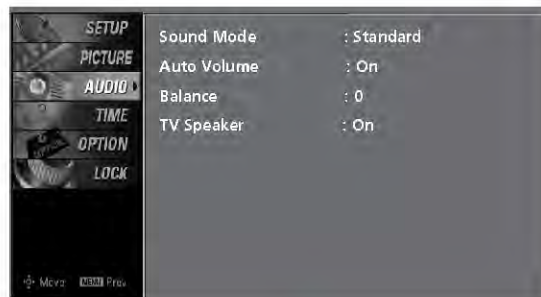 SETUP
PICTURE
AUDIO
TIME
OPTION
LOCK
Sound Mode : Standard
Auto Volume : On
Balance : 0
TV Speaker : On
Move MENU Prev.